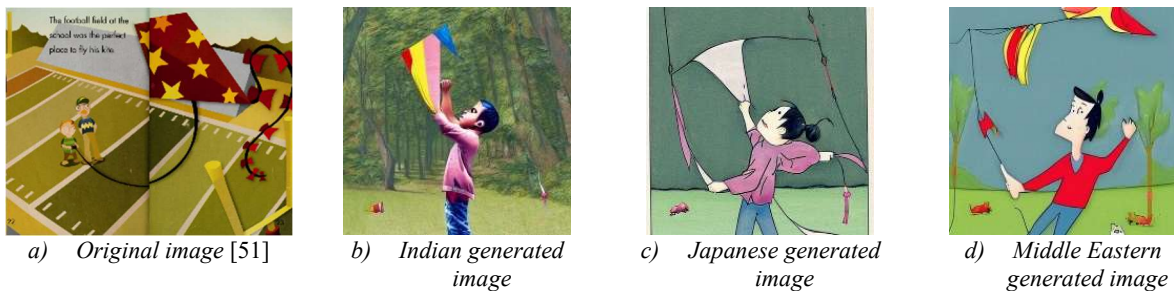 The football field at the
school was the perfect
place to fly his kite.
a) Original image [51]
b) Indian generated
image
c) Japanese generated
image
d) Middle Eastern
generated image